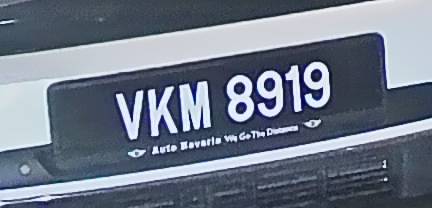 VKM 8919
Auto Bavaria We Go The Distance